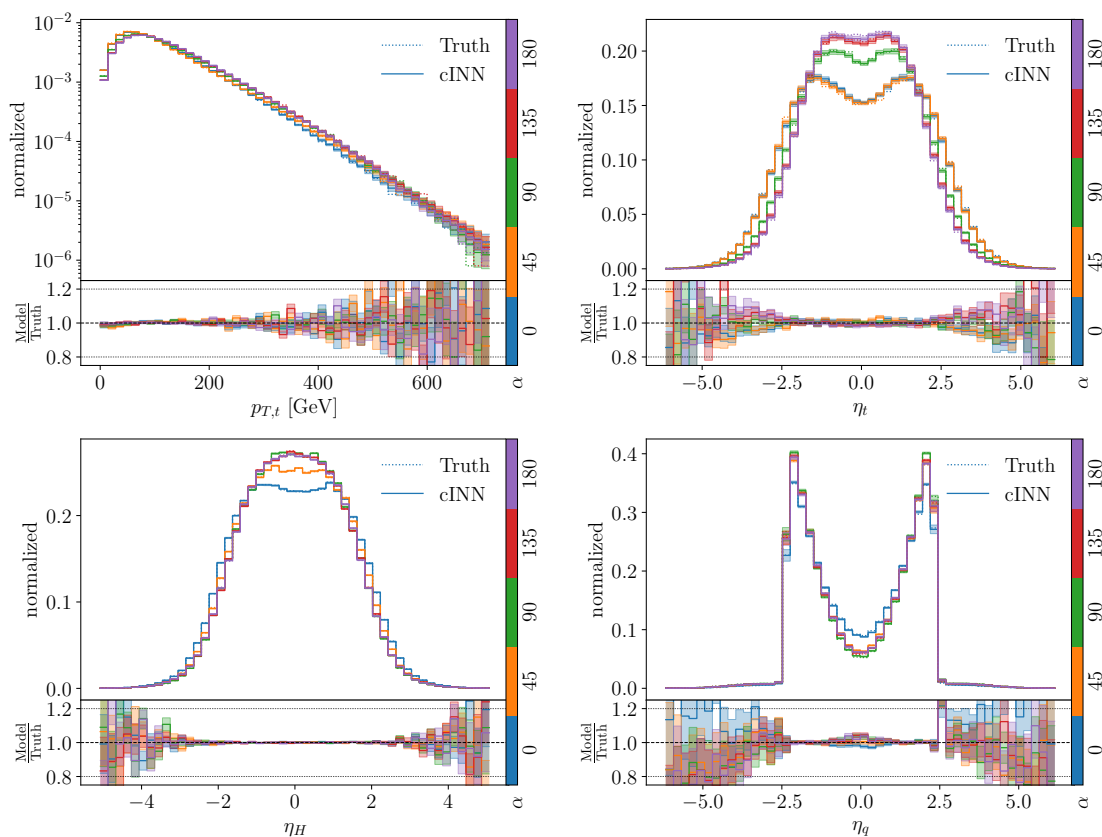 10^{-2}
10^{-3}
10^{-4}
10^{-5}
10^{-6}
normalized
Truth
cINN
1.2
1.0
0.8
Model
Truth
0
200
400
600
p_{T,t} [GeV]
180
135
90
45
0
α
0.20
0.15
0.10
0.05
0.00
normalized
Truth
cINN
1.2
1.0
0.8
Model
Truth
−5.0
−2.5
0.0
2.5
5.0
η_t
180
135
90
45
0
α
0.2
0.1
0.0
normalized
Truth
cINN
1.2
1.0
0.8
Model
Truth
−4
−2
0
2
4
η_H
180
135
90
45
0
α
0.4
0.3
0.2
0.1
0.0
normalized
Truth
cINN
1.2
1.0
0.8
Model
Truth
−5.0
−2.5
0.0
2.5
5.0
η_q
180
135
90
45
0
α